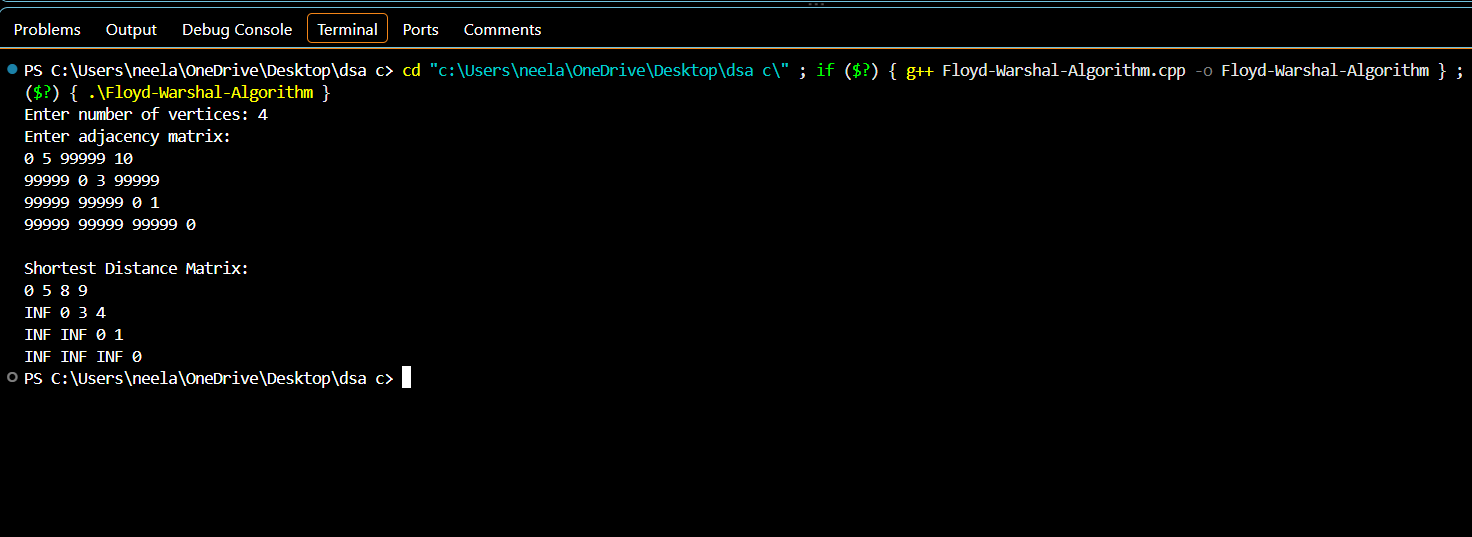 Problems Output Debug Console Terminal Ports Comments
PS C:\Users\neela\OneDrive\Desktop\dsa c> cd "c:\Users\neela\OneDrive\Desktop\dsa c\" ; if ($?) { g++ Floyd-Warshal-Algorithm.cpp -o Floyd-Warshal-Algorithm } ;
($?) { .\Floyd-Warshal-Algorithm }
Enter number of vertices: 4
Enter adjacency matrix:
0 5 99999 10
99999 0 3 99999
99999 99999 0 1
99999 99999 99999 0
Shortest Distance Matrix:
0 5 8 9
INF 0 3 4
INF INF 0 1
INF INF INF 0
PS C:\Users\neela\OneDrive\Desktop\dsa c>